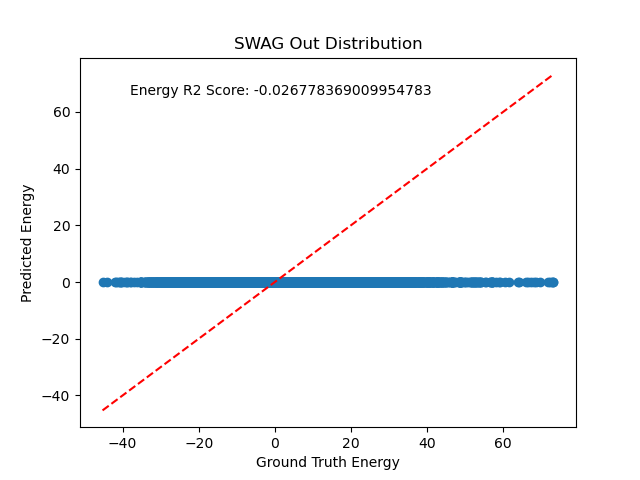 SWAG Out Distribution
Energy R2 Score: -0.026778369009954783
Predicted Energy
60
40
20
0
−20
−40
−40 −20 0 20 40 60
Ground Truth Energy